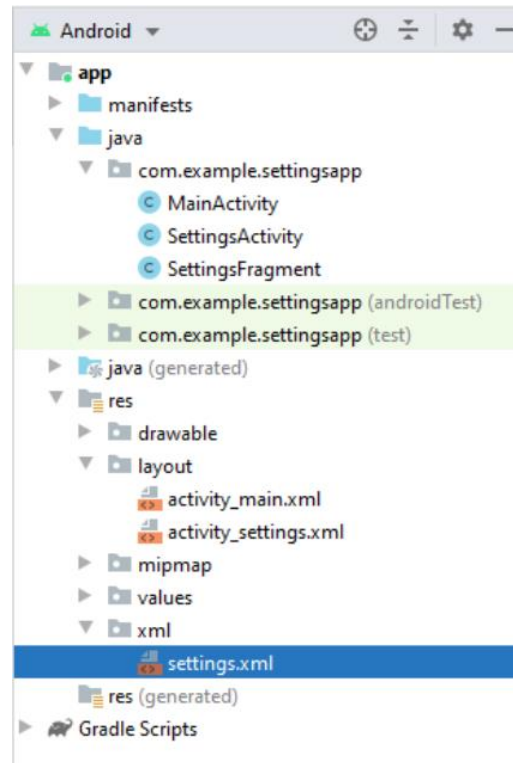 Android
app
manifests
java
com.example.settingsapp
MainActivity
SettingsActivity
SettingsFragment
com.example.settingsapp (androidTest)
com.example.settingsapp (test)
java (generated)
res
drawable
layout
activity_main.xml
activity_settings.xml
mipmap
values
xml
settings.xml
res (generated)
Gradle Scripts